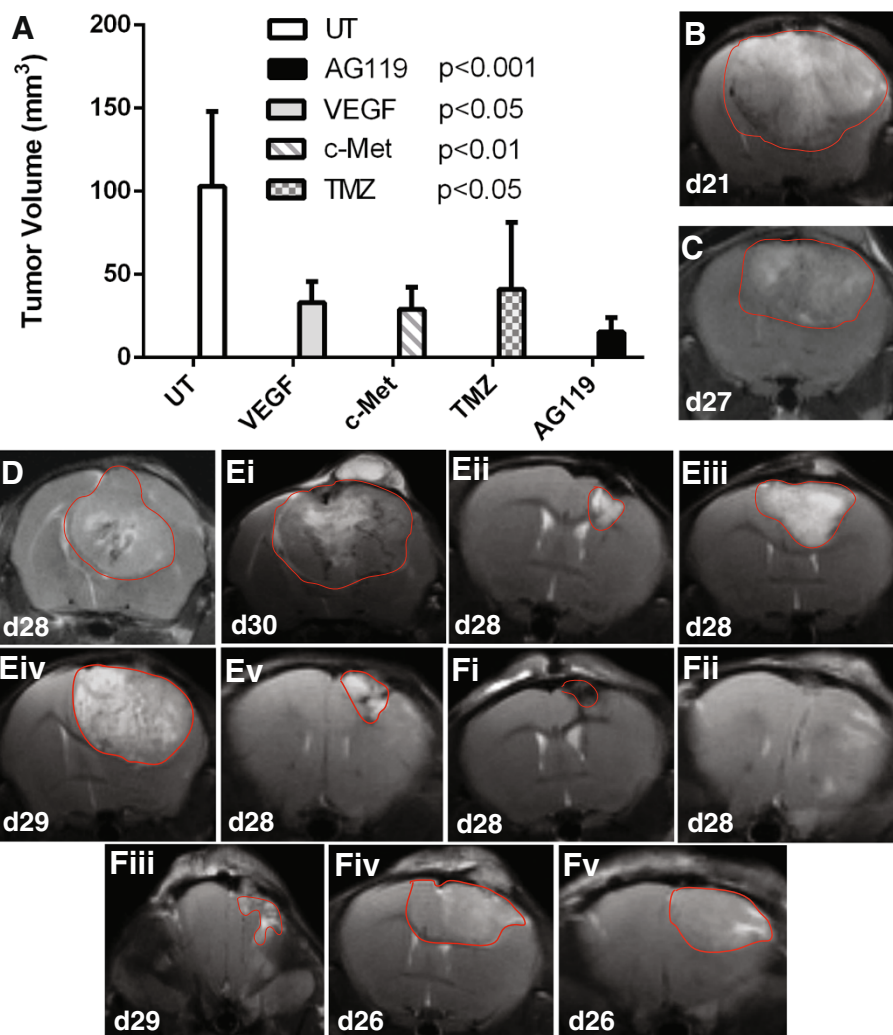 A
200
150
100
50
0
Tumor Volume (mm³)
UT
AG119 p<0.001
VEGF p<0.05
c-Met p<0.01
TMZ p<0.05
UT
VEGF
c-Met
TMZ
AG119
B
d21
C
d27
D
d28
Ei
d30
Eii
d28
Eiii
d28
Eiv
d29
Ev
d28
Fi
d28
Fii
d28
Fiii
d29
Fiv
d26
Fv
d26